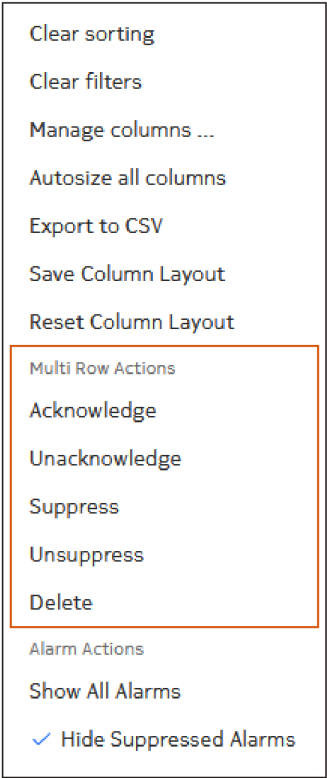 Clear sorting
Clear filters
Manage columns ...
Autosize all columns
Export to CSV
Save Column Layout
Reset Column Layout
Multi Row Actions
Acknowledge
Unacknowledge
Suppress
Unsuppress
Delete
Alarm Actions
Show All Alarms
Hide Suppressed Alarms